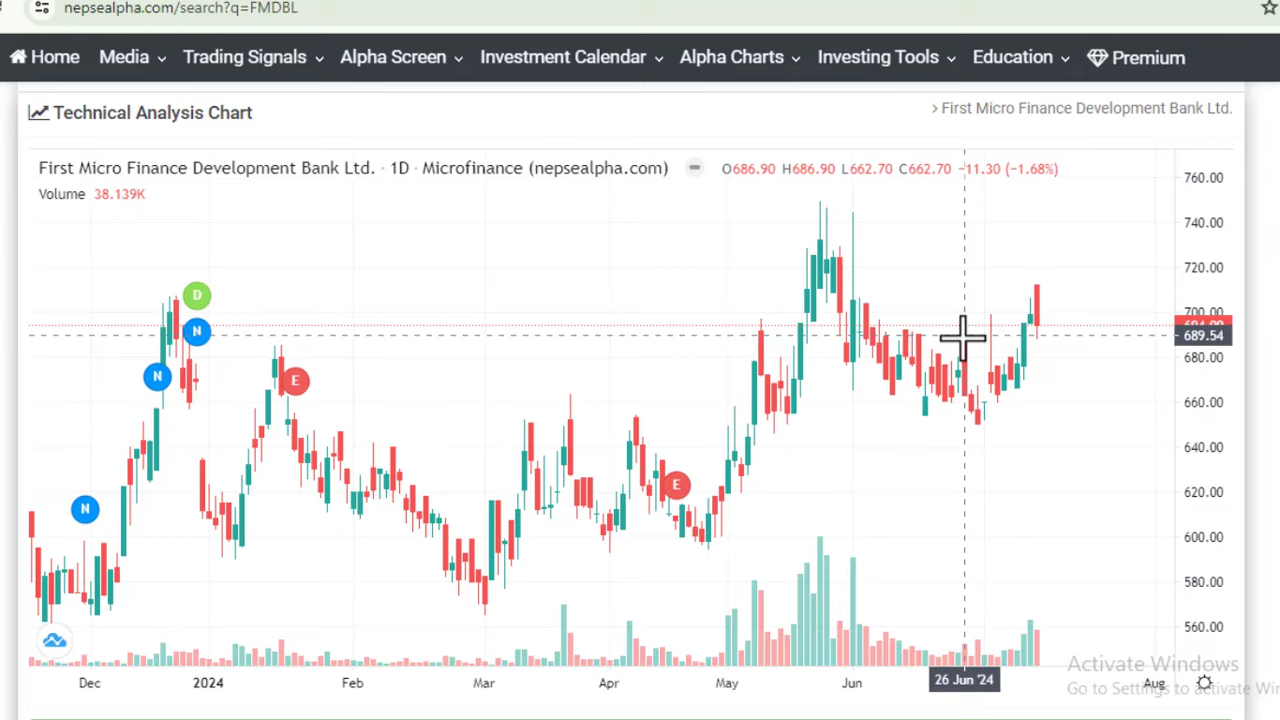 nepsealpha.com/search?q=FMDBL
Home Media Trading Signals Alpha Screen Investment Calendar Alpha Charts Investing Tools Education Premium
Technical Analysis Chart
> First Micro Finance Development Bank Ltd.
First Micro Finance Development Bank Ltd. · 1D · Microfinance (nepsealpha.com) O686.90 H686.90 L662.70 C662.70 −11.30 (−1.68%)
Volume 38.139K
760.00
740.00
720.00
700.00
689.54
680.00
660.00
640.00
620.00
600.00
580.00
560.00
D
N
N
E
E
N
Dec 2024 Feb Mar Apr May Jun 26 Jun '24 Aug
Activate Windows
Go to Settings to activate Win